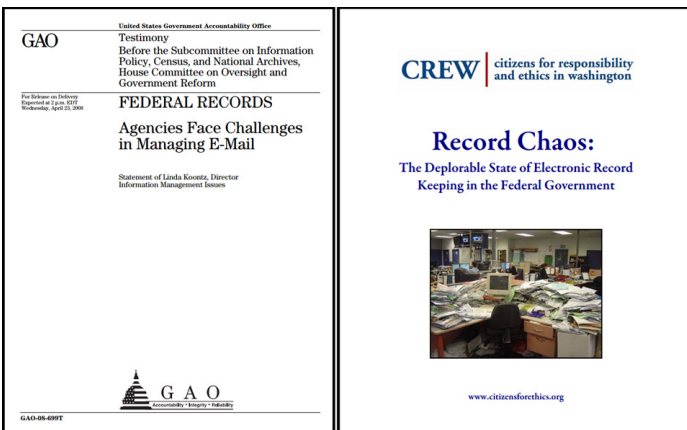 United States Government Accountability Office
GAO
Testimony
Before the Subcommittee on Information
Policy, Census, and National Archives,
House Committee on Oversight and
Government Reform
For Release on Delivery
Expected at 2 p.m. EDT
Wednesday, April 23, 2008
FEDERAL RECORDS
Agencies Face Challenges
in Managing E-Mail
Statement of Linda Koontz, Director
Information Management Issues
G A O
Accountability * Integrity * Reliability
GAO-08-699T
CREW
citizens for responsibility
and ethics in washington
Record Chaos:
The Deplorable State of Electronic Record
Keeping in the Federal Government
www.citizensforethics.org